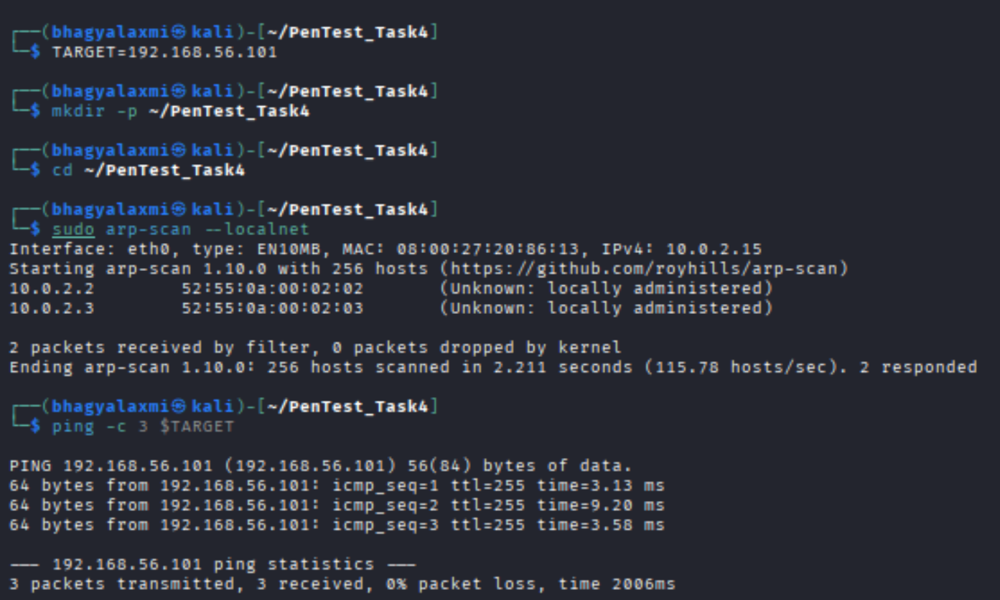 ┌──(bhagyalaxmi㉿kali)-[~/PenTest_Task4]
└─$ TARGET=192.168.56.101
┌──(bhagyalaxmi㉿kali)-[~/PenTest_Task4]
└─$ mkdir -p ~/PenTest_Task4
┌──(bhagyalaxmi㉿kali)-[~/PenTest_Task4]
└─$ cd ~/PenTest_Task4
┌──(bhagyalaxmi㉿kali)-[~/PenTest_Task4]
└─$ sudo arp-scan --localnet
Interface: eth0, type: EN10MB, MAC: 08:00:27:20:86:13, IPv4: 10.0.2.15
Starting arp-scan 1.10.0 with 256 hosts (https://github.com/royhills/arp-scan)
10.0.2.2        52:55:0a:00:02:02       (Unknown: locally administered)
10.0.2.3        52:55:0a:00:02:03       (Unknown: locally administered)
2 packets received by filter, 0 packets dropped by kernel
Ending arp-scan 1.10.0: 256 hosts scanned in 2.211 seconds (115.78 hosts/sec). 2 responded
┌──(bhagyalaxmi㉿kali)-[~/PenTest_Task4]
└─$ ping -c 3 $TARGET
PING 192.168.56.101 (192.168.56.101) 56(84) bytes of data.
64 bytes from 192.168.56.101: icmp_seq=1 ttl=255 time=3.13 ms
64 bytes from 192.168.56.101: icmp_seq=2 ttl=255 time=9.20 ms
64 bytes from 192.168.56.101: icmp_seq=3 ttl=255 time=3.58 ms
--- 192.168.56.101 ping statistics ---
3 packets transmitted, 3 received, 0% packet loss, time 2006ms